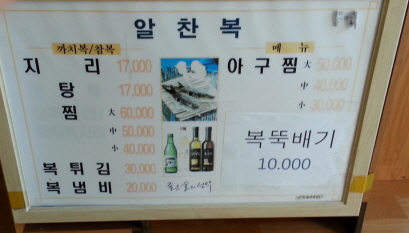 알찬복
까치복/참복
지리 17,000
탕 17,000
찜 大 60,000
中 50,000
小 40,000
복튀김 30,000
복냄비 20,000
메뉴
아구찜 大 50,000
中 40,000
小 30,000
복뚝배기
10.000